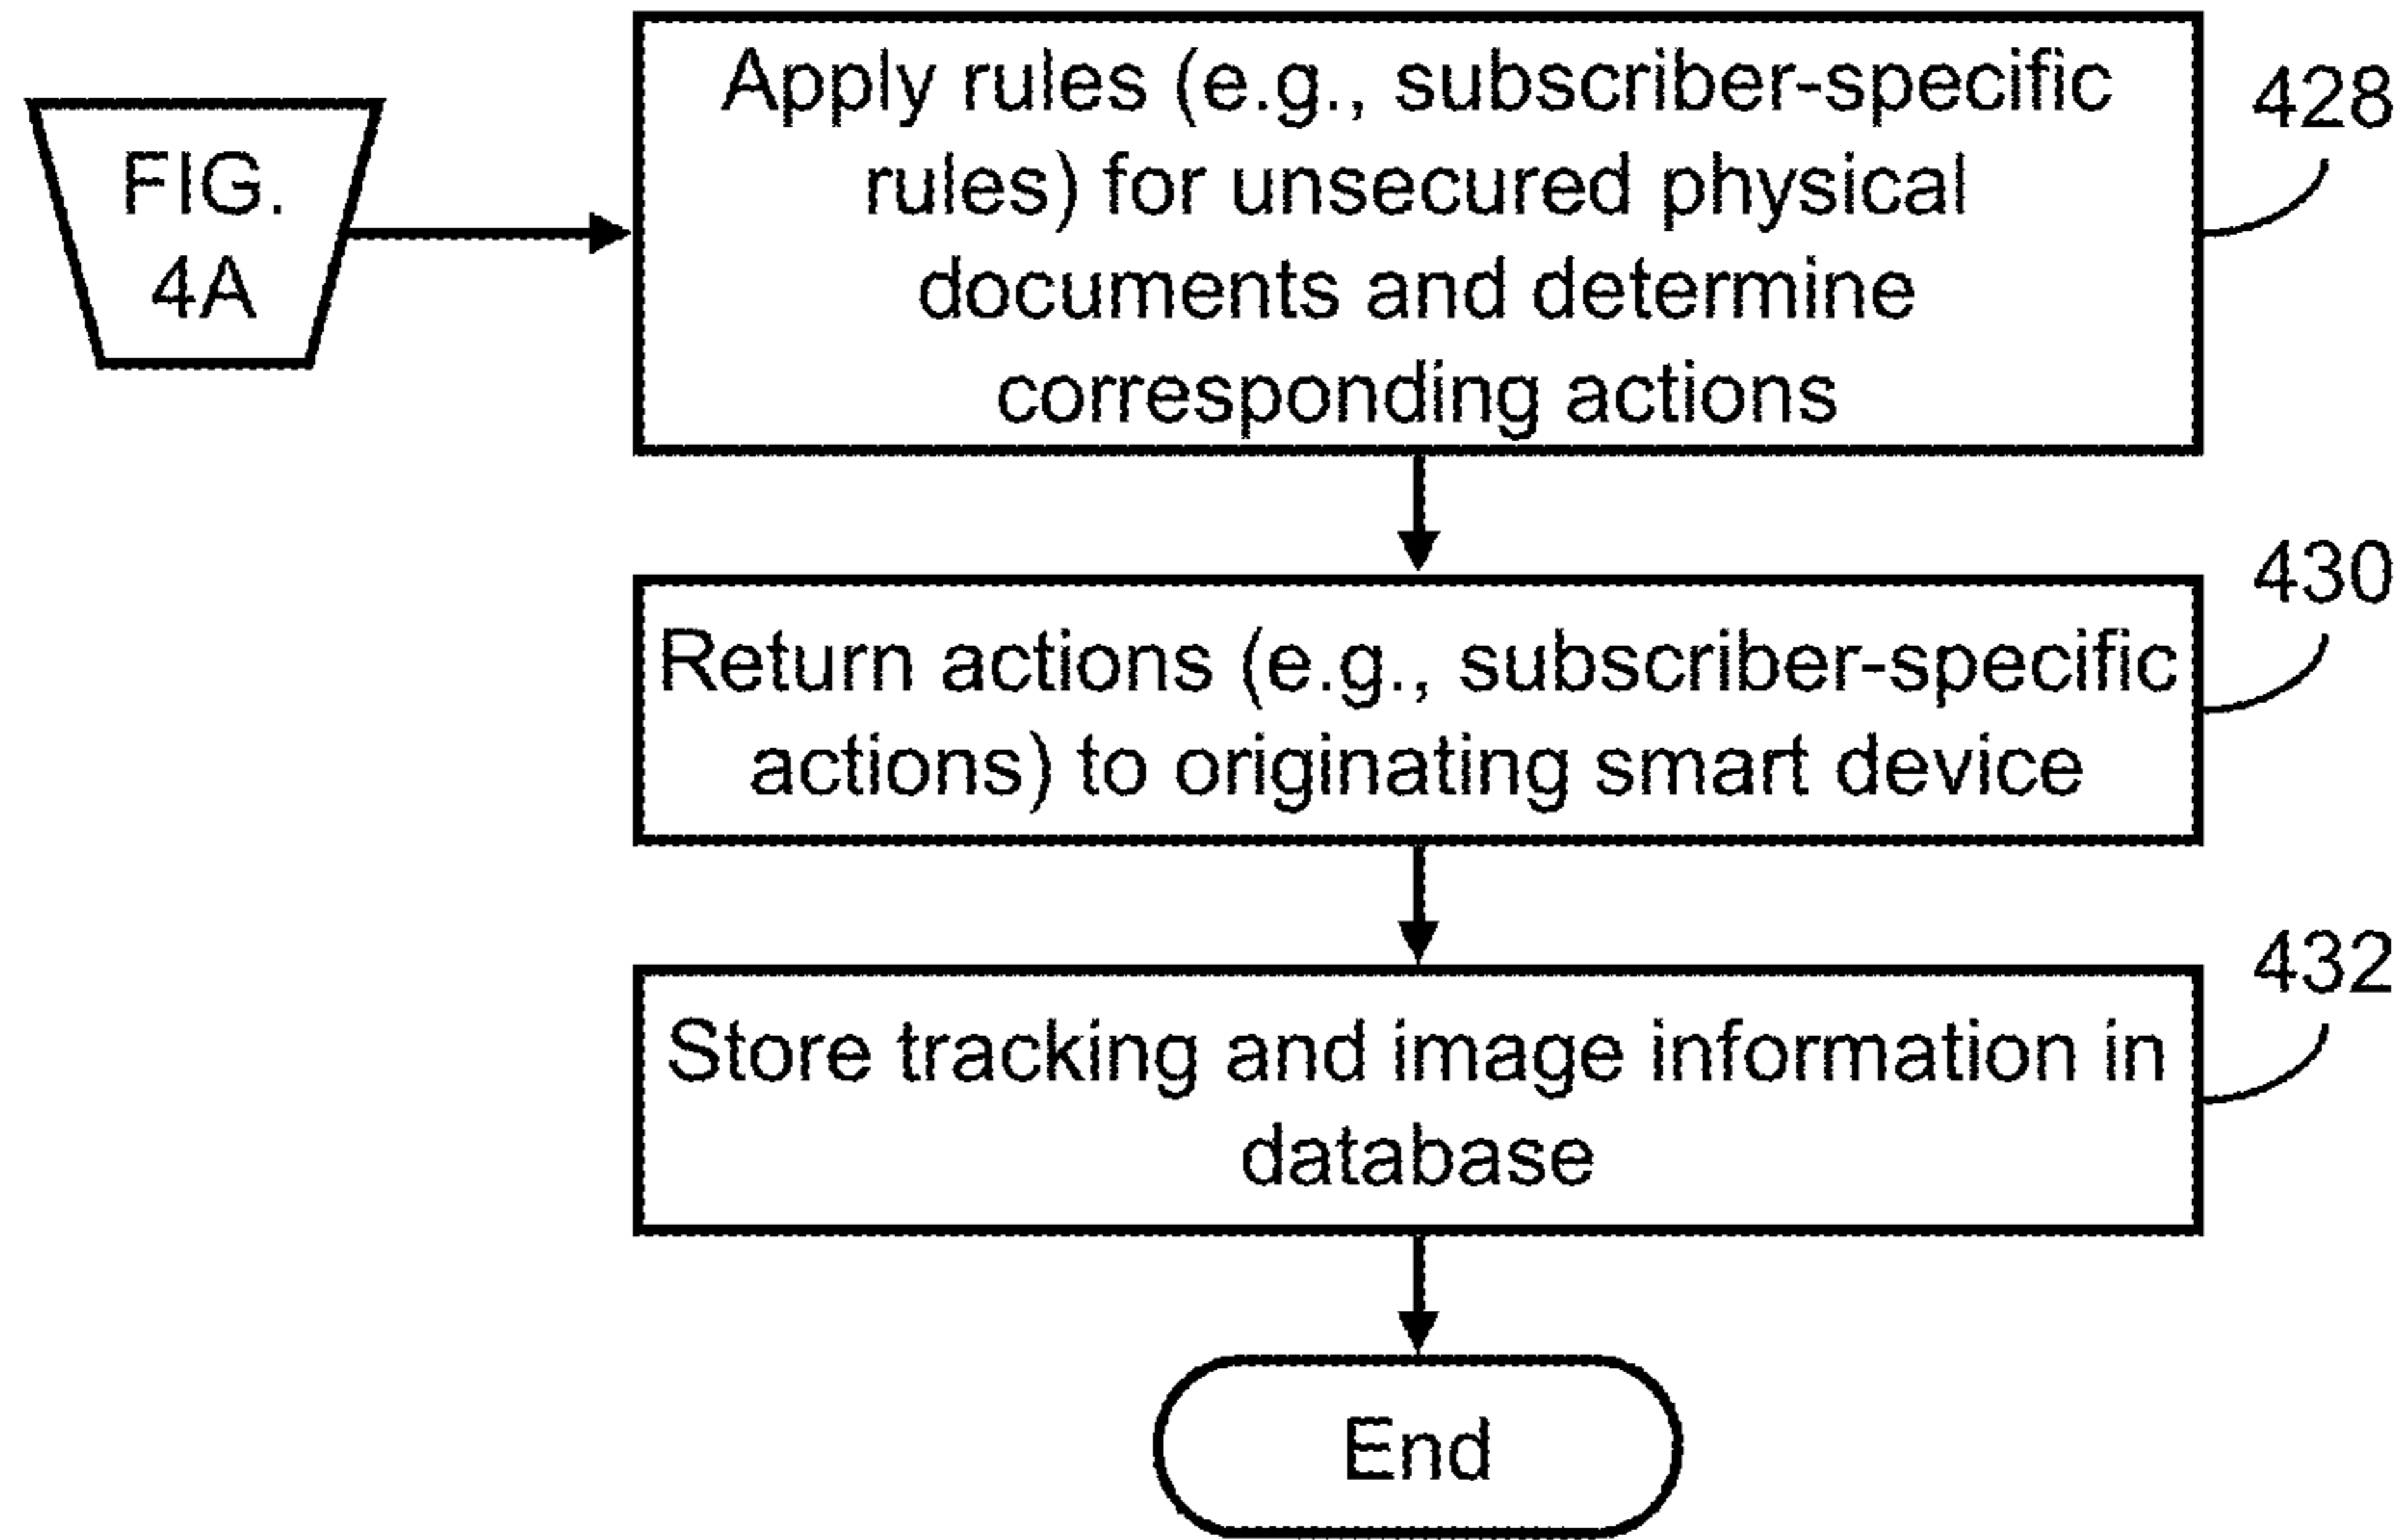 FIG.
4A
Apply rules (e.g., subscriber-specific
rules) for unsecured physical
documents and determine
corresponding actions
428
Return actions (e.g., subscriber-specific
actions) to originating smart device
430
Store tracking and image information in
database
432
End